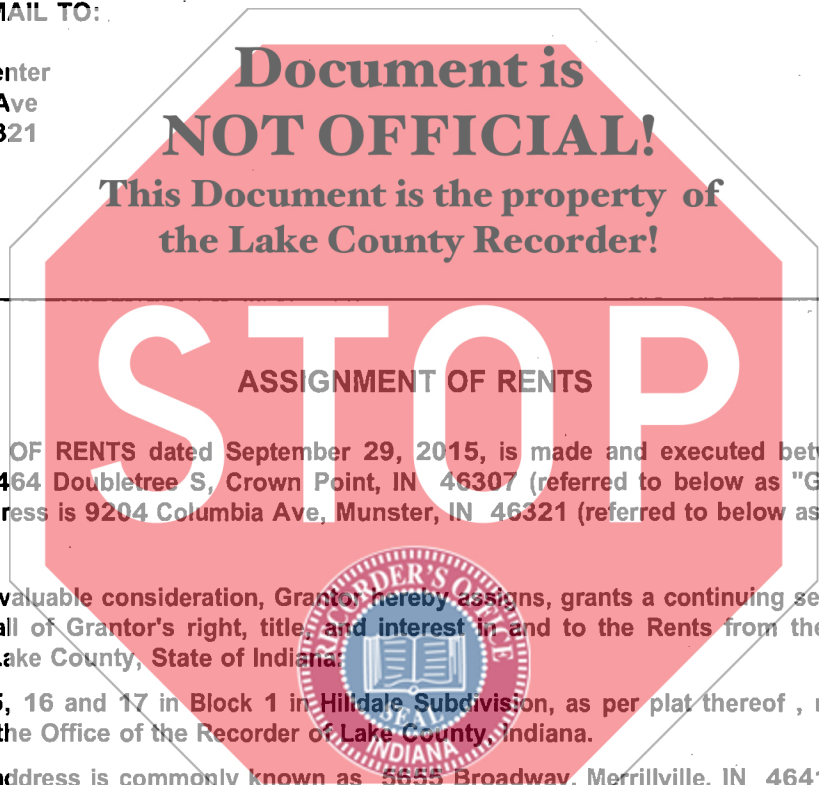 MAIL TO:
enter
Ave
321
Document is
NOT OFFICIAL!
This Document is the property of
the Lake County Recorder!
STOP
ASSIGNMENT OF RENTS
OF RENTS dated September 29, 2015, is made and executed betw
464 Doubletree S, Crown Point, IN 46307 (referred to below as "G
ress is 9204 Columbia Ave, Munster, IN 46321 (referred to below as
valuable consideration, Grantor hereby assigns, grants a continuing se
all of Grantor's right, title, and interest in and to the Rents from the
Lake County, State of Indiana:
5, 16 and 17 in Block 1 in Hilldale Subdivision, as per plat thereof , r
the Office of the Recorder of Lake County, Indiana.
address is commonly known as 5655 Broadway, Merrillville, IN 4641
RECORDER'S OFFICE
SEAL
INDIANA